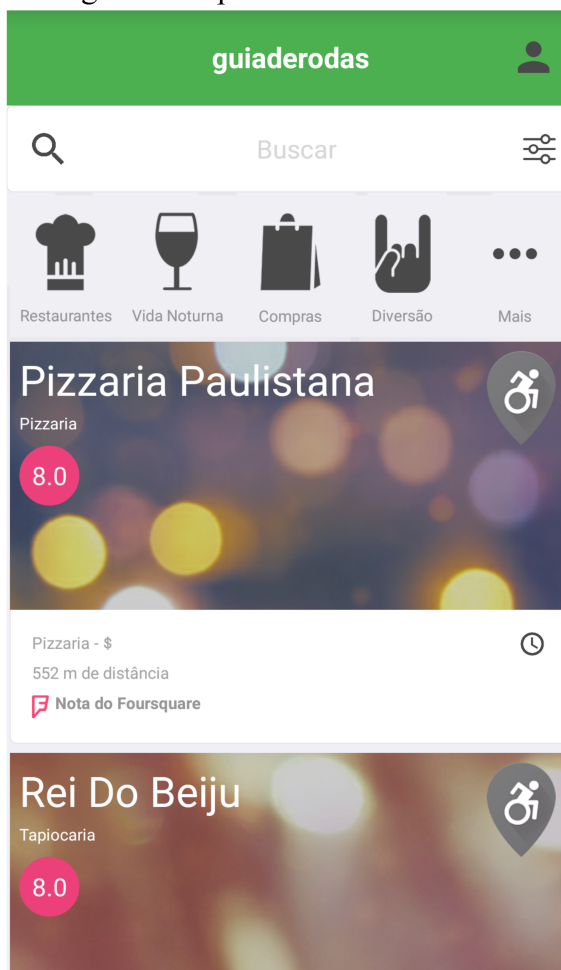 guiaderodas
Buscar
Restaurantes Vida Noturna Compras Diversão Mais
Pizzaria Paulistana
Pizzaria
8.0
Pizzaria - $
552 m de distância
Nota do Foursquare
Rei Do Beiju
Tapiocaria
8.0